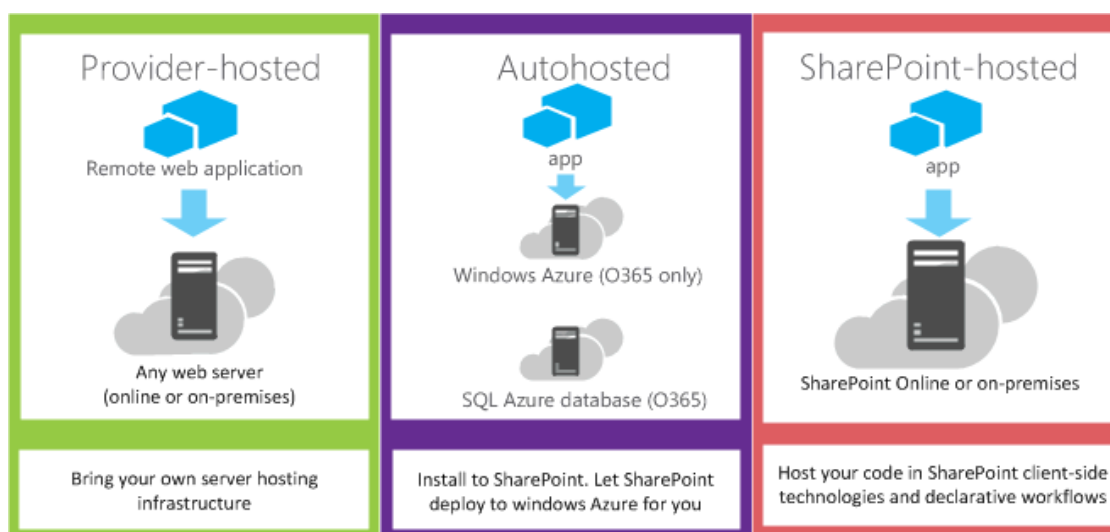 Provider-hosted
Remote web application
Any web server
(online or on-premises)
Bring your own server hosting
infrastructure
Autohosted
app
Windows Azure (O365 only)
SQL Azure database (O365)
Install to SharePoint. Let SharePoint
deploy to windows Azure for you
SharePoint-hosted
app
SharePoint Online or on-premises
Host your code in SharePoint client-side
technologies and declarative workflows